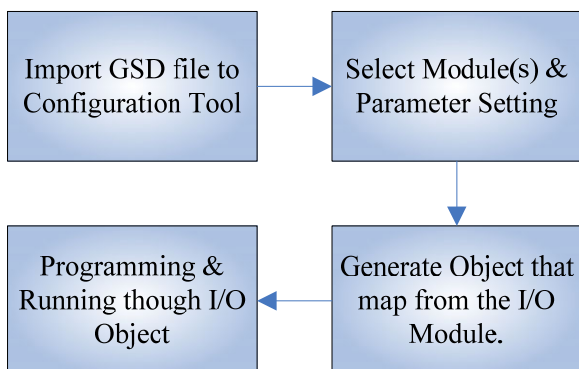 Import GSD file to
Configuration Tool
Select Module(s) &
Parameter Setting
Generate Object that
map from the I/O
Module.
Programming &
Running though I/O
Object